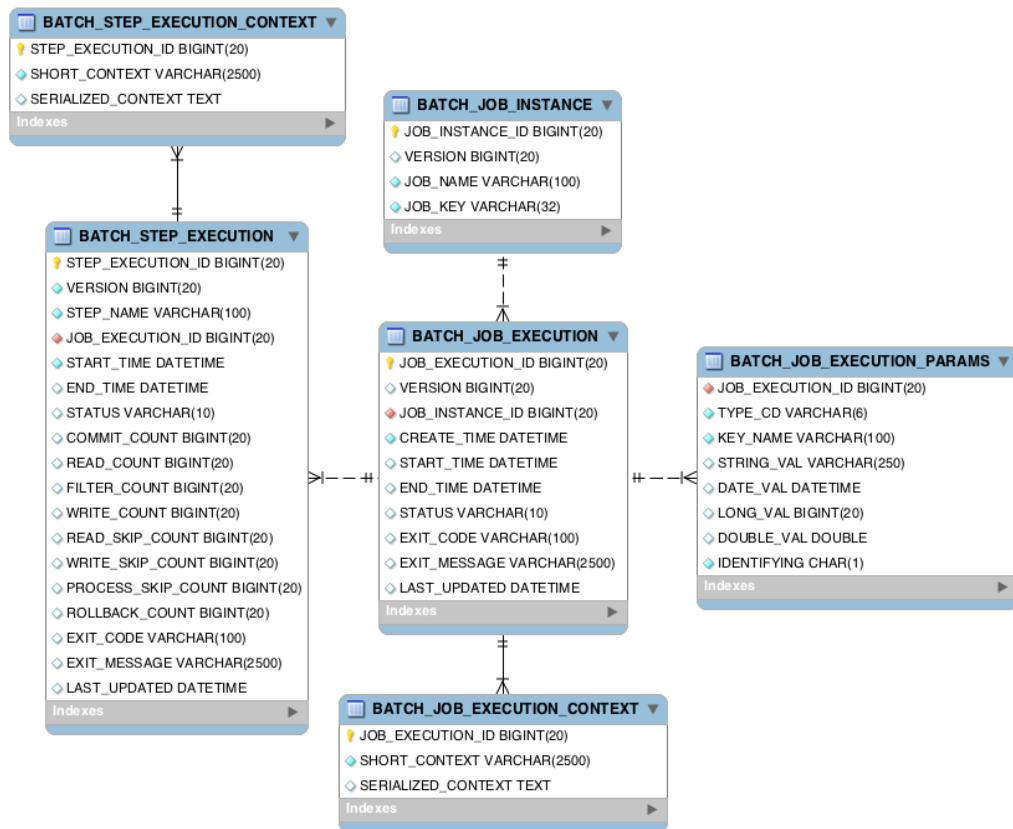 BATCH_STEP_EXECUTION_CONTEXT
STEP_EXECUTION_ID BIGINT(20)
SHORT_CONTEXT VARCHAR(2500)
SERIALIZED_CONTEXT TEXT
Indexes
BATCH_JOB_INSTANCE
JOB_INSTANCE_ID BIGINT(20)
VERSION BIGINT(20)
JOB_NAME VARCHAR(100)
JOB_KEY VARCHAR(32)
Indexes
BATCH_STEP_EXECUTION
STEP_EXECUTION_ID BIGINT(20)
VERSION BIGINT(20)
STEP_NAME VARCHAR(100)
JOB_EXECUTION_ID BIGINT(20)
START_TIME DATETIME
END_TIME DATETIME
STATUS VARCHAR(10)
COMMIT_COUNT BIGINT(20)
READ_COUNT BIGINT(20)
FILTER_COUNT BIGINT(20)
WRITE_COUNT BIGINT(20)
READ_SKIP_COUNT BIGINT(20)
WRITE_SKIP_COUNT BIGINT(20)
PROCESS_SKIP_COUNT BIGINT(20)
ROLLBACK_COUNT BIGINT(20)
EXIT_CODE VARCHAR(100)
EXIT_MESSAGE VARCHAR(2500)
LAST_UPDATED DATETIME
Indexes
BATCH_JOB_EXECUTION
JOB_EXECUTION_ID BIGINT(20)
VERSION BIGINT(20)
JOB_INSTANCE_ID BIGINT(20)
CREATE_TIME DATETIME
START_TIME DATETIME
END_TIME DATETIME
STATUS VARCHAR(10)
EXIT_CODE VARCHAR(100)
EXIT_MESSAGE VARCHAR(2500)
LAST_UPDATED DATETIME
Indexes
BATCH_JOB_EXECUTION_PARAMS
JOB_EXECUTION_ID BIGINT(20)
TYPE_CD VARCHAR(6)
KEY_NAME VARCHAR(100)
STRING_VAL VARCHAR(250)
DATE_VAL DATETIME
LONG_VAL BIGINT(20)
DOUBLE_VAL DOUBLE
IDENTIFYING CHAR(1)
Indexes
BATCH_JOB_EXECUTION_CONTEXT
JOB_EXECUTION_ID BIGINT(20)
SHORT_CONTEXT VARCHAR(2500)
SERIALIZED_CONTEXT TEXT
Indexes